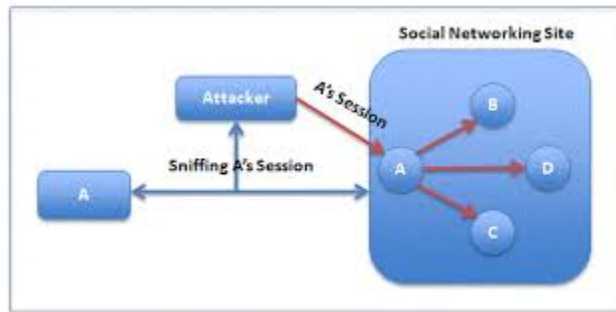 Social Networking Site
Attacker
A's Session
B
Sniffing A's Session
A
A
D
C